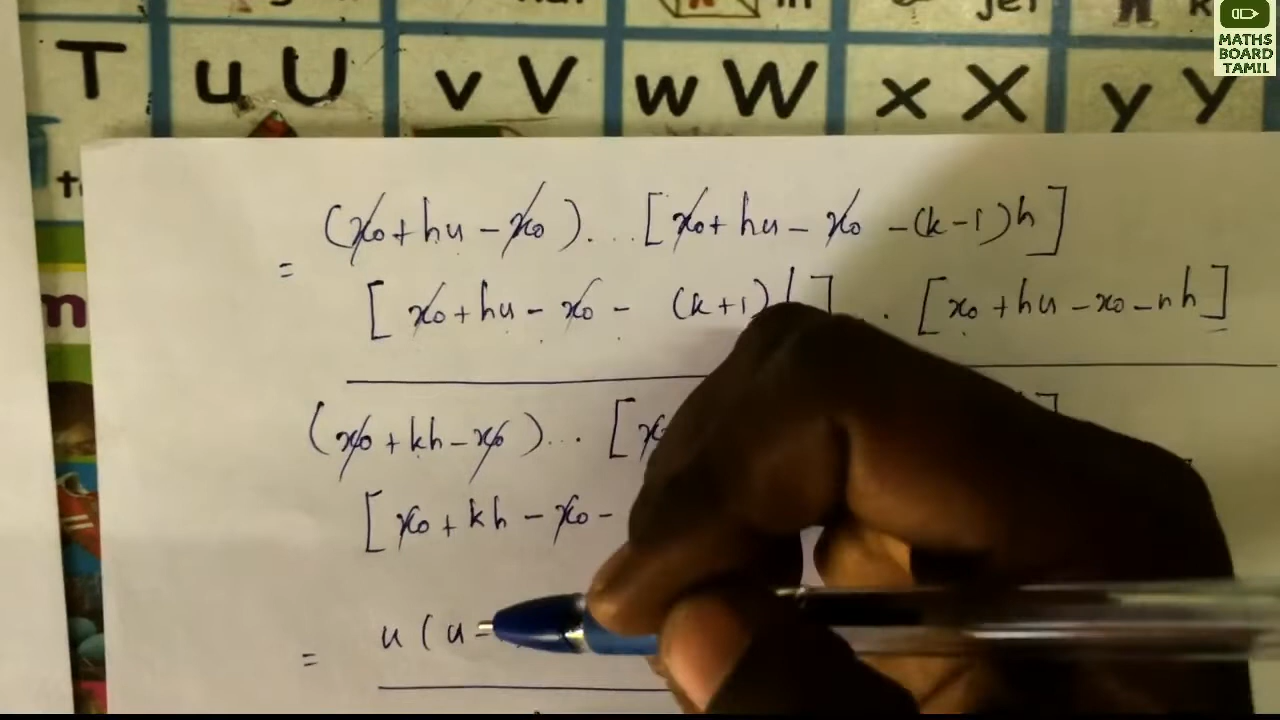 jet
T u U v V w W x X y Y
MATHS
BOARD
TAMIL
(x₀+hu-x₀)...[x₀+hu-x₀-(k-1)h]
=
[x₀+hu-x₀-(k+1)h]...[x₀+hu-x₀-nh]
(x₀+kh-x₀)...[x₀
[x₀+kh-x₀-
= u(u-